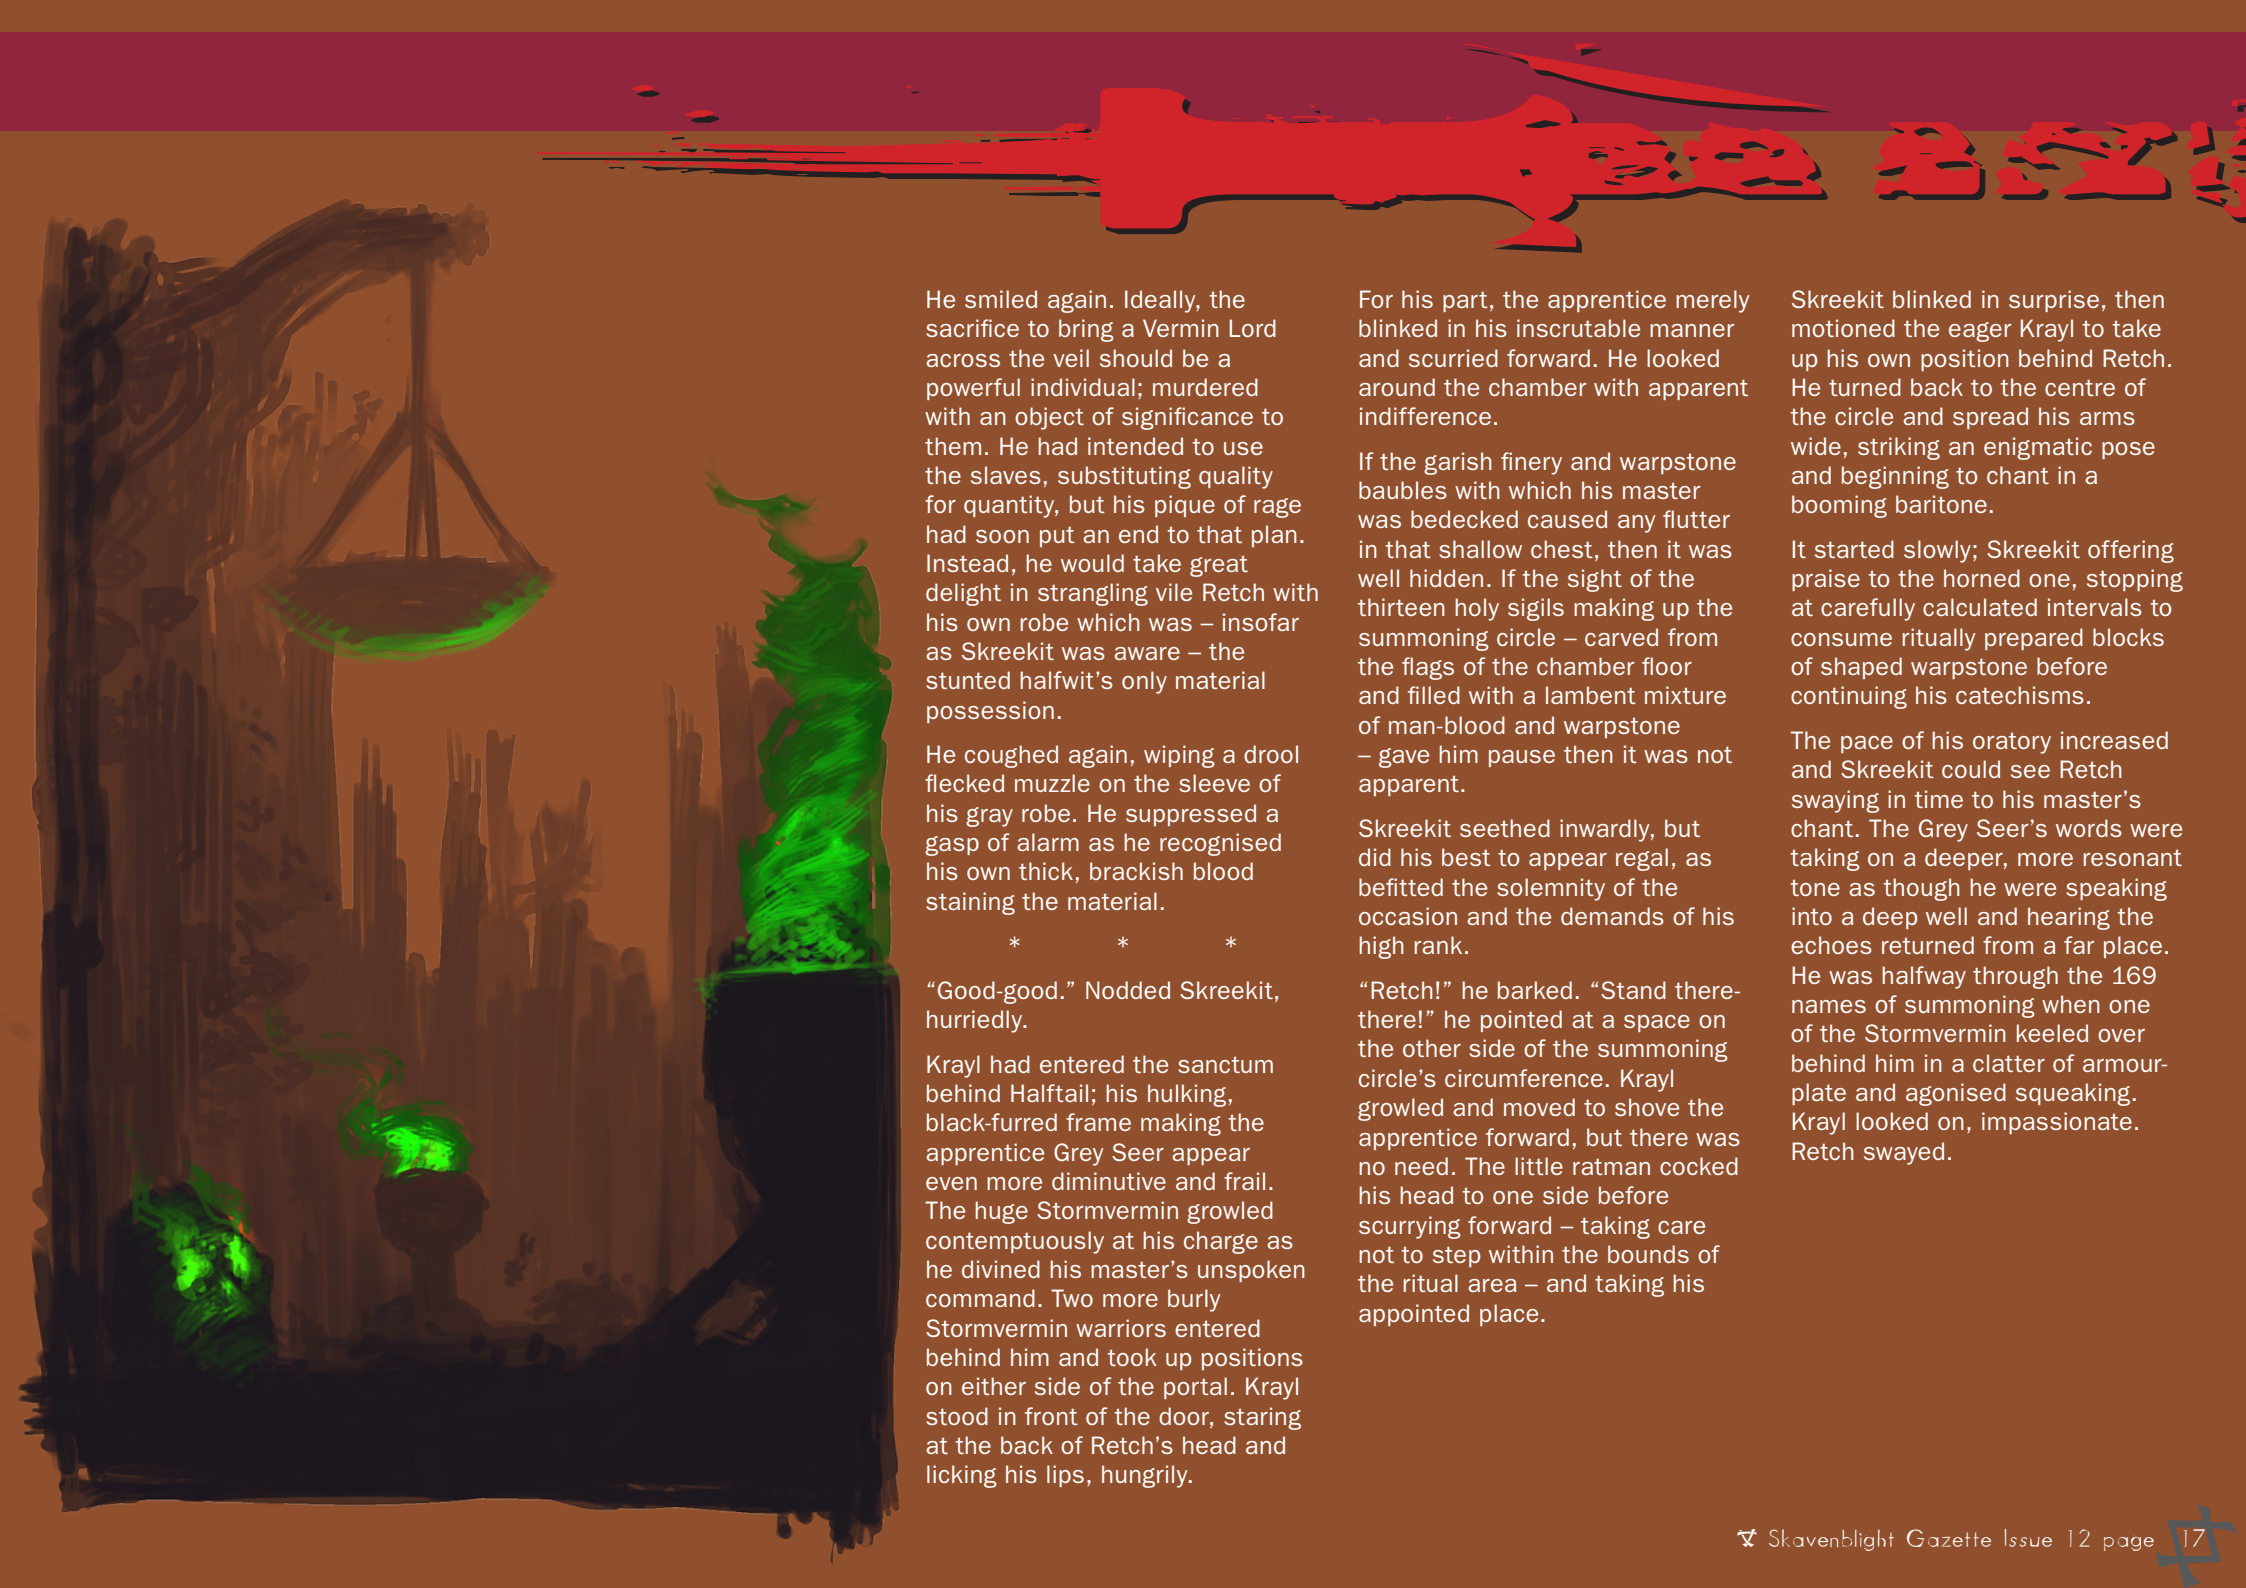 He smiled again. Ideally, the
sacrifice to bring a Vermin Lord
across the veil should be a
powerful individual; murdered
with an object of significance to
them. He had intended to use
the slaves, substituting quality
for quantity, but his pique of rage
had soon put an end to that plan.
Instead, he would take great
delight in strangling vile Retch with
his own robe which was – insofar
as Skreekit was aware – the
stunted halfwit’s only material
possession.
He coughed again, wiping a drool
flecked muzzle on the sleeve of
his gray robe. He suppressed a
gasp of alarm as he recognised
his own thick, brackish blood
staining the material.
* * *
“Good-good.” Nodded Skreekit,
hurriedly.
Krayl had entered the sanctum
behind Halftail; his hulking,
black-furred frame making the
apprentice Grey Seer appear
even more diminutive and frail.
The huge Stormvermin growled
contemptuously at his charge as
he divined his master’s unspoken
command. Two more burly
Stormvermin warriors entered
behind him and took up positions
on either side of the portal. Krayl
stood in front of the door, staring
at the back of Retch’s head and
licking his lips, hungrily.
For his part, the apprentice merely
blinked in his inscrutable manner
and scurried forward. He looked
around the chamber with apparent
indifference.
If the garish finery and warpstone
baubles with which his master
was bedecked caused any flutter
in that shallow chest, then it was
well hidden. If the sight of the
thirteen holy sigils making up the
summoning circle – carved from
the flags of the chamber floor
and filled with a lambent mixture
of man-blood and warpstone
– gave him pause then it was not
apparent.
Skreekit seethed inwardly, but
did his best to appear regal, as
befitted the solemnity of the
occasion and the demands of his
high rank.
“Retch!” he barked. “Stand there-
there!” he pointed at a space on
the other side of the summoning
circle’s circumference. Krayl
growled and moved to shove the
apprentice forward, but there was
no need. The little ratman cocked
his head to one side before
scurrying forward – taking care
not to step within the bounds of
the ritual area – and taking his
appointed place.
Skreekit blinked in surprise, then
motioned the eager Krayl to take
up his own position behind Retch.
He turned back to the centre of
the circle and spread his arms
wide, striking an enigmatic pose
and beginning to chant in a
booming baritone.
It started slowly; Skreekit offering
praise to the horned one, stopping
at carefully calculated intervals to
consume ritually prepared blocks
of shaped warpstone before
continuing his catechisms.
The pace of his oratory increased
and Skreekit could see Retch
swaying in time to his master’s
chant. The Grey Seer’s words were
taking on a deeper, more resonant
tone as though he were speaking
into a deep well and hearing the
echoes returned from a far place.
He was halfway through the 169
names of summoning when one
of the Stormvermin keeled over
behind him in a clatter of armour-
plate and agonised squeaking.
Krayl looked on, impassionate.
Retch swayed.
Skavenblight Gazette Issue 12 page 17